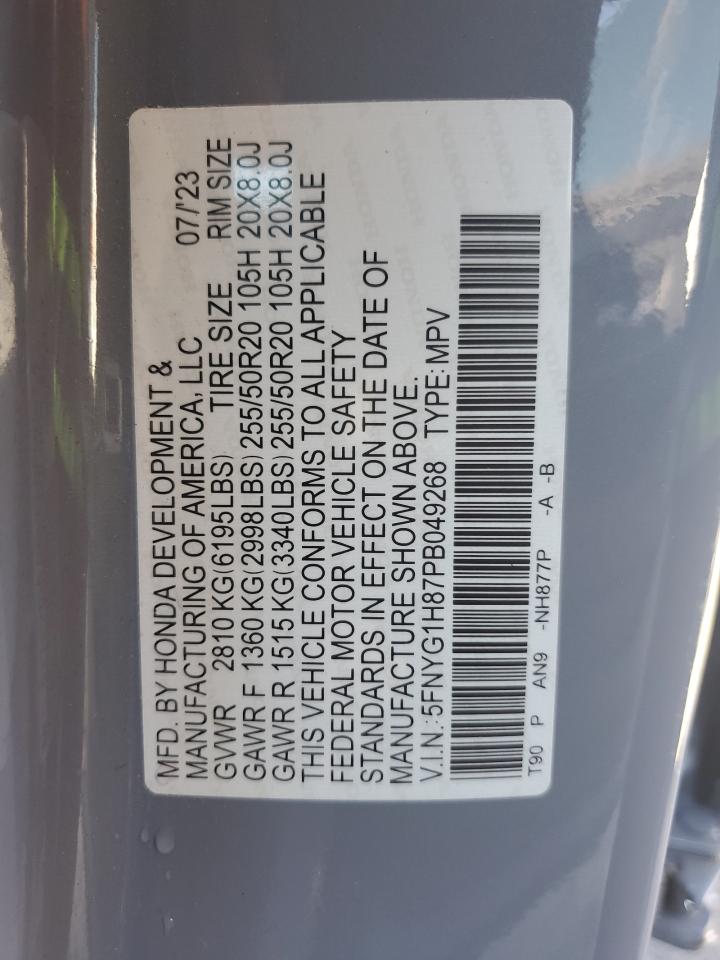 MFD. BY HONDA DEVELOPMENT &
MANUFACTURING OF AMERICA, LLC 07/'23
GVWR 2810 KG(6195LBS) TIRE SIZE RIM SIZE
GAWR F 1360 KG(2998LBS) 255/50R20 105H 20X8.0J
GAWR R 1515 KG(3340LBS) 255/50R20 105H 20X8.0J
THIS VEHICLE CONFORMS TO ALL APPLICABLE
FEDERAL MOTOR VEHICLE SAFETY
STANDARDS IN EFFECT ON THE DATE OF
MANUFACTURE SHOWN ABOVE.
V.I.N.:5FNYG1H87PB049268 TYPE:MPV
T90 P AN9 -NH877P -A -B